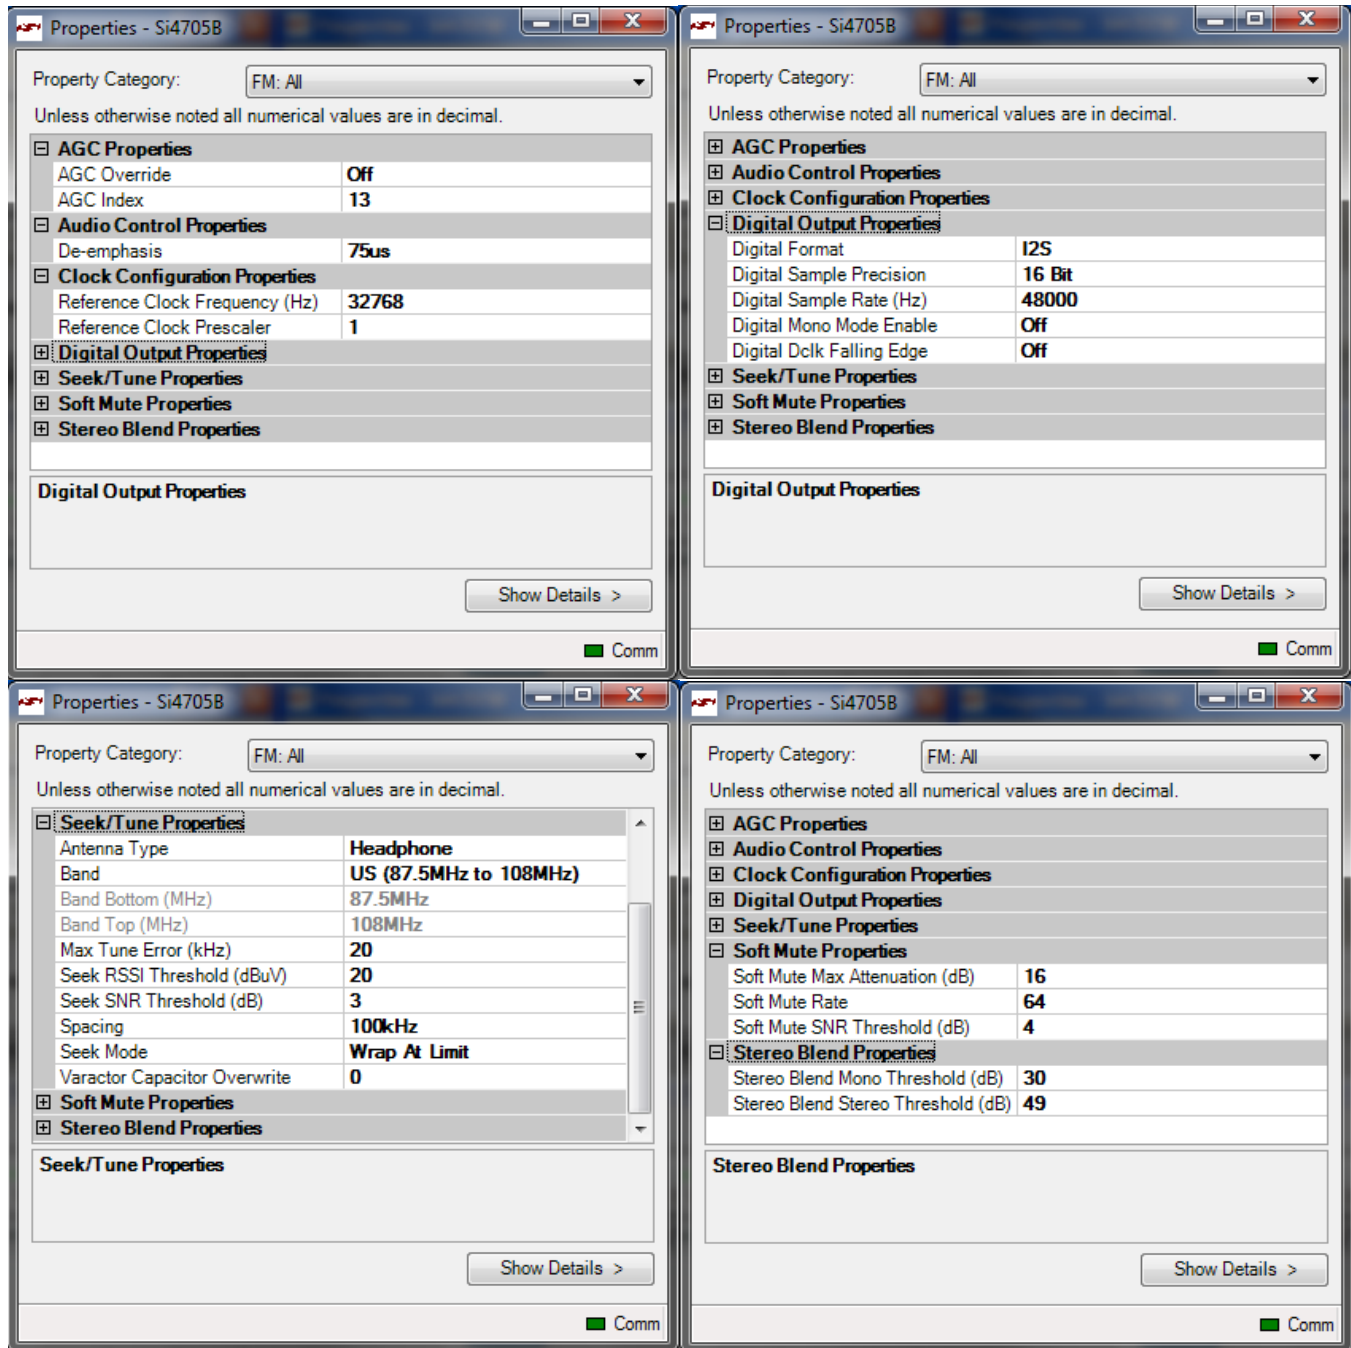 Properties - Si4705B
Property Category: FM: All
Unless otherwise noted all numerical values are in decimal.
AGC Properties
AGC Override Off
AGC Index 13
Audio Control Properties
De-emphasis 75us
Clock Configuration Properties
Reference Clock Frequency (Hz) 32768
Reference Clock Prescaler 1
Digital Output Properties
Seek/Tune Properties
Soft Mute Properties
Stereo Blend Properties
Digital Output Properties
Show Details >
Comm
Properties - Si4705B
Property Category: FM: All
Unless otherwise noted all numerical values are in decimal.
AGC Properties
Audio Control Properties
Clock Configuration Properties
Digital Output Properties
Digital Format I2S
Digital Sample Precision 16 Bit
Digital Sample Rate (Hz) 48000
Digital Mono Mode Enable Off
Digital Dclk Falling Edge Off
Seek/Tune Properties
Soft Mute Properties
Stereo Blend Properties
Digital Output Properties
Show Details >
Comm
Properties - Si4705B
Property Category: FM: All
Unless otherwise noted all numerical values are in decimal.
Seek/Tune Properties
Antenna Type Headphone
Band US (87.5MHz to 108MHz)
Band Bottom (MHz) 87.5MHz
Band Top (MHz) 108MHz
Max Tune Error (kHz) 20
Seek RSSI Threshold (dBuV) 20
Seek SNR Threshold (dB) 3
Spacing 100kHz
Seek Mode Wrap At Limit
Varactor Capacitor Overwrite 0
Soft Mute Properties
Stereo Blend Properties
Seek/Tune Properties
Show Details >
Comm
Properties - Si4705B
Property Category: FM: All
Unless otherwise noted all numerical values are in decimal.
AGC Properties
Audio Control Properties
Clock Configuration Properties
Digital Output Properties
Seek/Tune Properties
Soft Mute Properties
Soft Mute Max Attenuation (dB) 16
Soft Mute Rate 64
Soft Mute SNR Threshold (dB) 4
Stereo Blend Properties
Stereo Blend Mono Threshold (dB) 30
Stereo Blend Stereo Threshold (dB) 49
Stereo Blend Properties
Show Details >
Comm